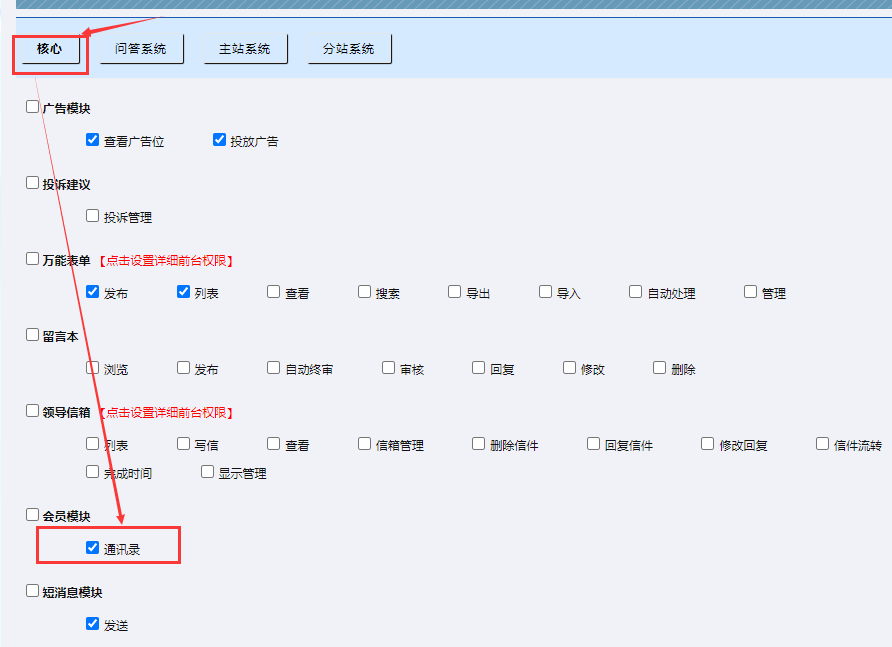 核心 问答系统 主站系统 分站系统
广告模块
查看广告位 投放广告
投诉建议
投诉管理
万能表单 【点击设置详细前台权限】
发布 列表 查看 搜索 导出 导入 自动处理 管理
留言本
浏览 发布 自动终审 审核 回复 修改 删除
领导信箱 【点击设置详细前台权限】
列表 写信 查看 信箱管理 删除信件 回复信件 修改回复 信件流转
完成时间 显示管理
会员模块
通讯录
短消息模块
发送